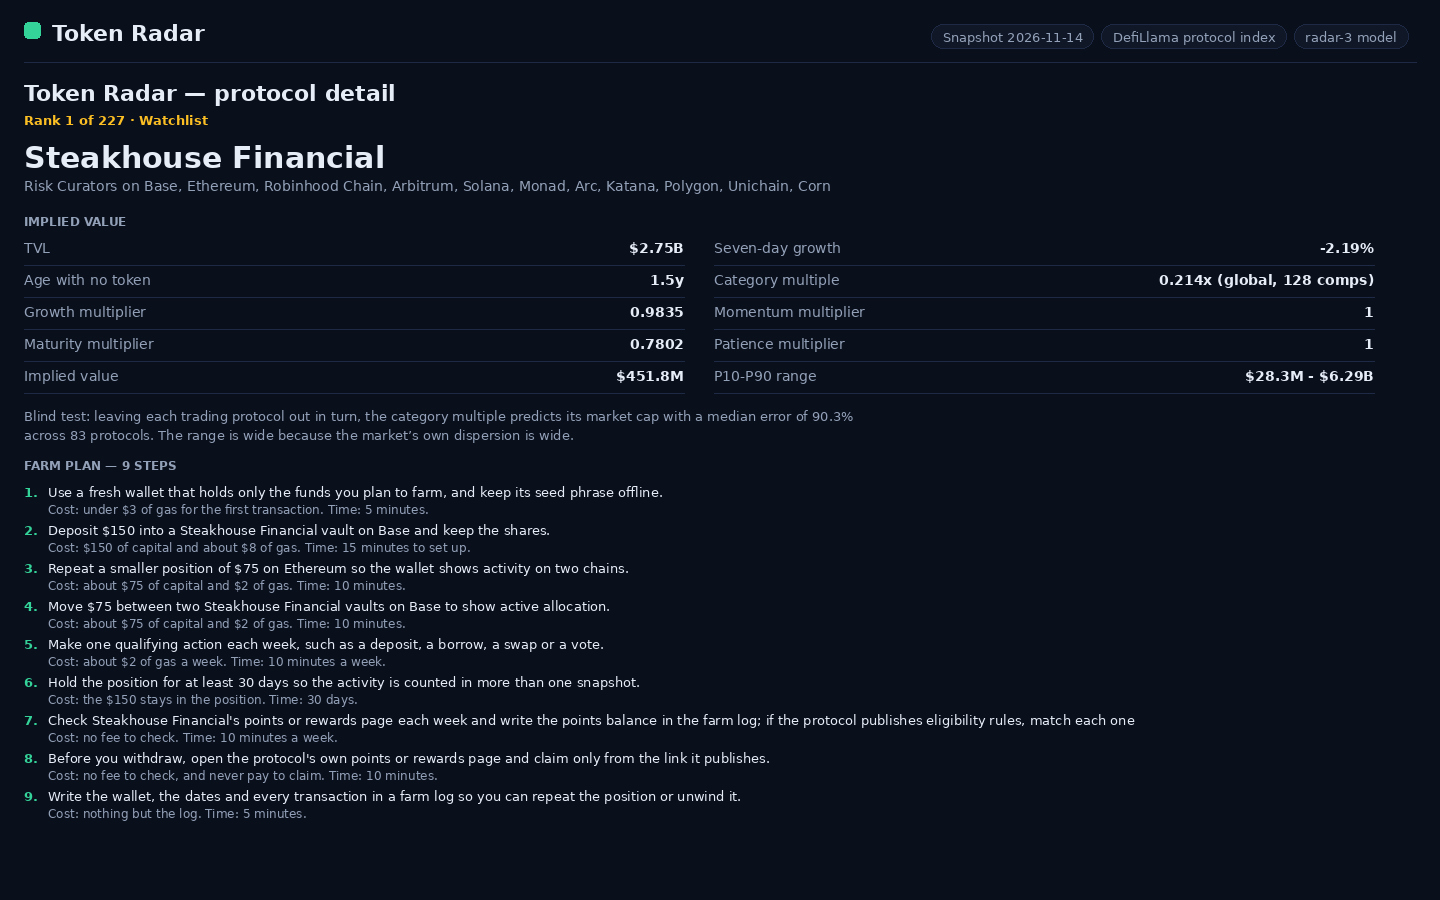 Token Radar
Snapshot 2026-11-14
DefiLlama protocol index
radar-3 model
Token Radar — protocol detail
Rank 1 of 227 · Watchlist
Steakhouse Financial
Risk Curators on Base, Ethereum, Robinhood Chain, Arbitrum, Solana, Monad, Arc, Katana, Polygon, Unichain, Corn
IMPLIED VALUE
TVL $2.75B
Seven-day growth -2.19%
Age with no token 1.5y
Category multiple 0.214x (global, 128 comps)
Growth multiplier 0.9835
Momentum multiplier 1
Maturity multiplier 0.7802
Patience multiplier 1
Implied value $451.8M
P10-P90 range $28.3M - $6.29B
Blind test: leaving each trading protocol out in turn, the category multiple predicts its market cap with a median error of 90.3%
across 83 protocols. The range is wide because the market’s own dispersion is wide.
FARM PLAN — 9 STEPS
1. Use a fresh wallet that holds only the funds you plan to farm, and keep its seed phrase offline.
Cost: under $3 of gas for the first transaction. Time: 5 minutes.
2. Deposit $150 into a Steakhouse Financial vault on Base and keep the shares.
Cost: $150 of capital and about $8 of gas. Time: 15 minutes to set up.
3. Repeat a smaller position of $75 on Ethereum so the wallet shows activity on two chains.
Cost: about $75 of capital and $2 of gas. Time: 10 minutes.
4. Move $75 between two Steakhouse Financial vaults on Base to show active allocation.
Cost: about $75 of capital and $2 of gas. Time: 10 minutes.
5. Make one qualifying action each week, such as a deposit, a borrow, a swap or a vote.
Cost: about $2 of gas a week. Time: 10 minutes a week.
6. Hold the position for at least 30 days so the activity is counted in more than one snapshot.
Cost: the $150 stays in the position. Time: 30 days.
7. Check Steakhouse Financial's points or rewards page each week and write the points balance in the farm log; if the protocol publishes eligibility rules, match each one
Cost: no fee to check. Time: 10 minutes a week.
8. Before you withdraw, open the protocol's own points or rewards page and claim only from the link it publishes.
Cost: no fee to check, and never pay to claim. Time: 10 minutes.
9. Write the wallet, the dates and every transaction in a farm log so you can repeat the position or unwind it.
Cost: nothing but the log. Time: 5 minutes.